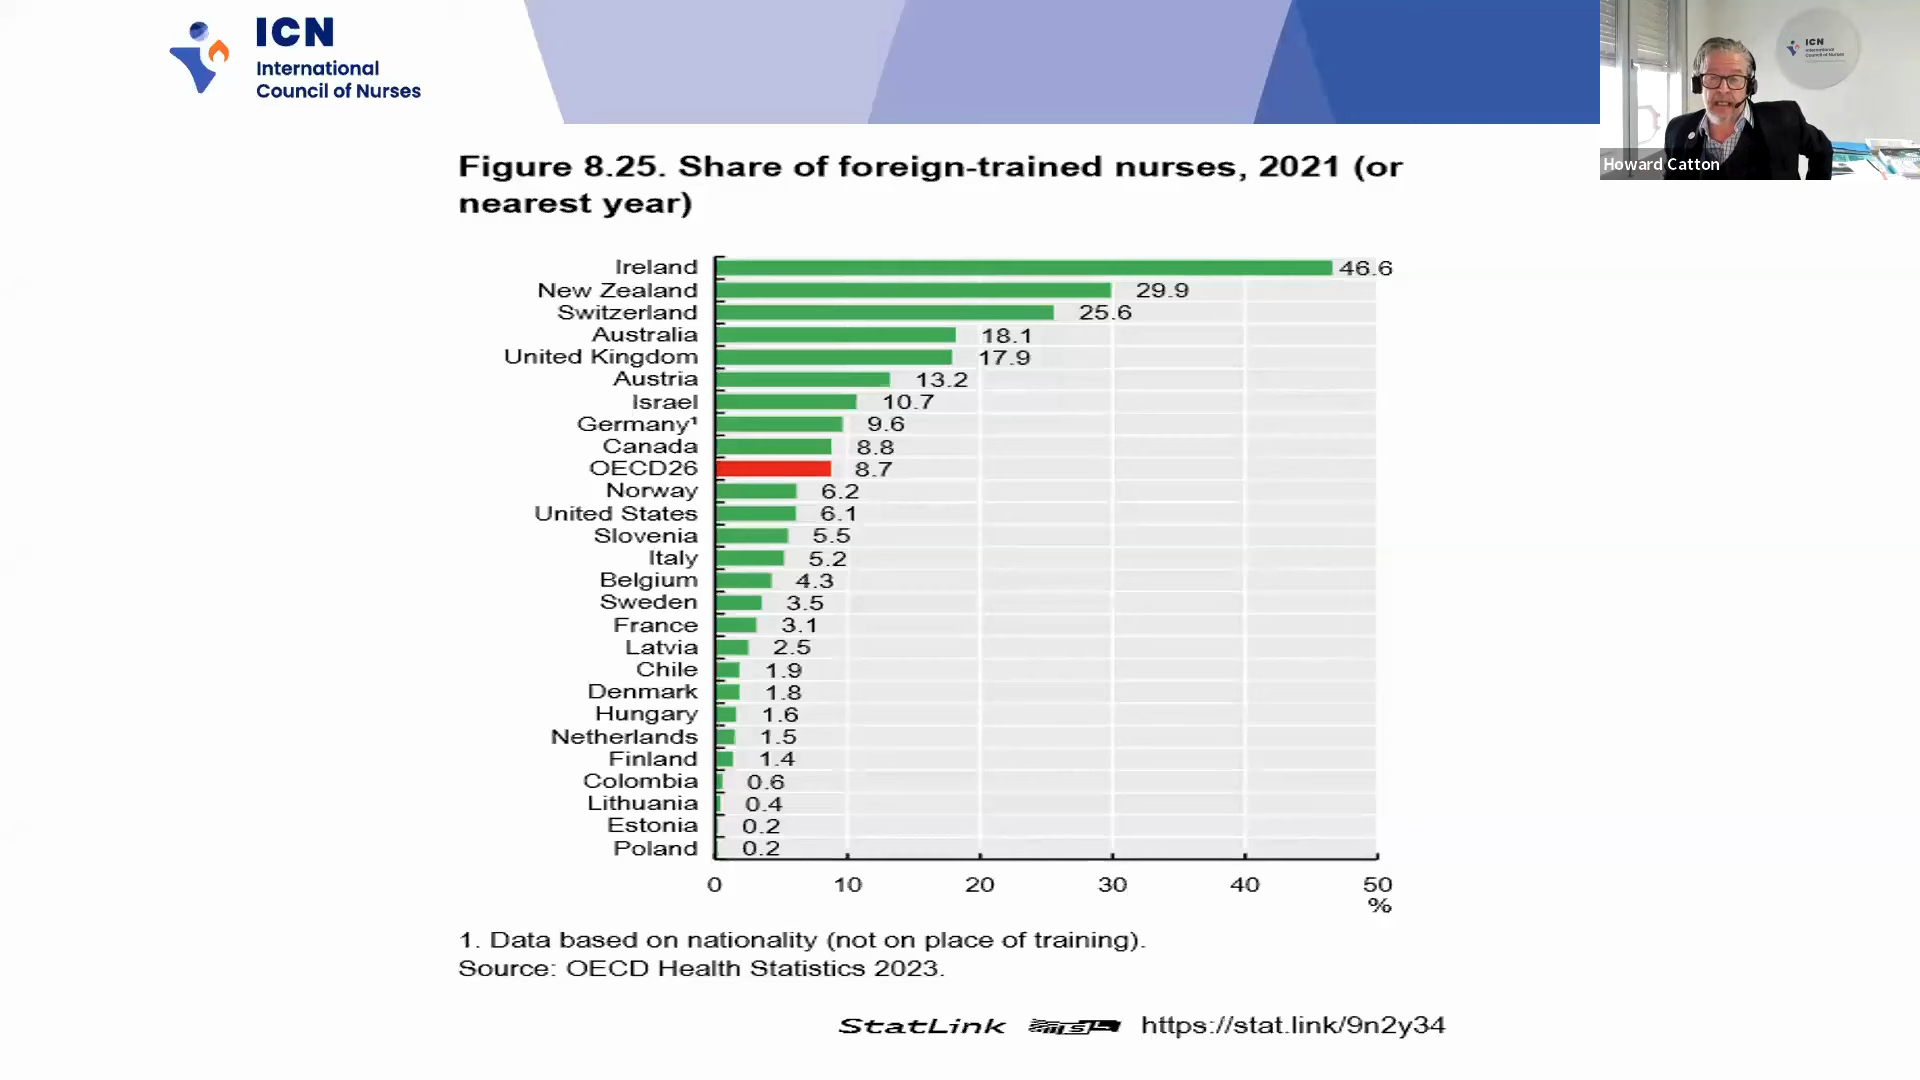 ICN
International
Council of Nurses
ICN
International
Council of Nurses
Howard Catton
Figure 8.25. Share of foreign-trained nurses, 2021 (or
nearest year)
Ireland 46.6
New Zealand 29.9
Switzerland 25.6
Australia 18.1
United Kingdom 17.9
Austria 13.2
Israel 10.7
Germany¹ 9.6
Canada 8.8
OECD26 8.7
Norway 6.2
United States 6.1
Slovenia 5.5
Italy 5.2
Belgium 4.3
Sweden 3.5
France 3.1
Latvia 2.5
Chile 1.9
Denmark 1.8
Hungary 1.6
Netherlands 1.5
Finland 1.4
Colombia 0.6
Lithuania 0.4
Estonia 0.2
Poland 0.2
0 10 20 30 40 50
%
1. Data based on nationality (not on place of training).
Source: OECD Health Statistics 2023.
StatLink https://stat.link/9n2y34